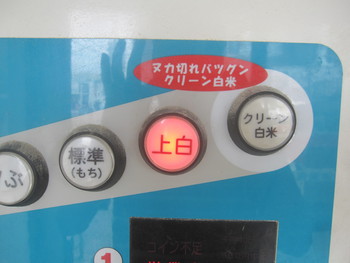 ヌカ切れバツグン
クリーン白米
クリーン
白米
上白
標準
(もち)
ぶ
コイン不足
1